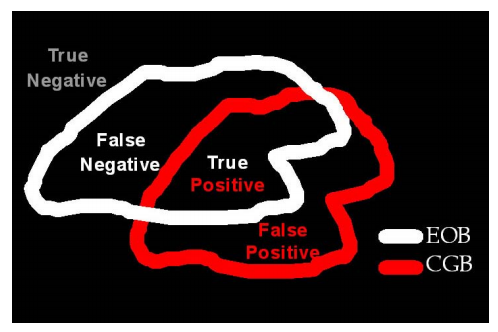 True
Negative
False
Negative
True
Positive
False
Positive
EOB
CGB